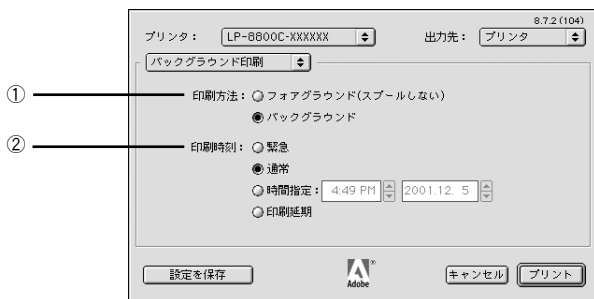 8.7.2 (104)
プリンタ： LP-8800C-XXXXXX 出力先： プリンタ
バックグラウンド印刷
① 印刷方法： フォアグラウンド(スプールしない)
バックグラウンド
② 印刷時刻： 緊急
通常
時間指定： 4:49 PM 2001.12. 5
印刷延期
設定を保存 Adobe ® キャンセル プリント